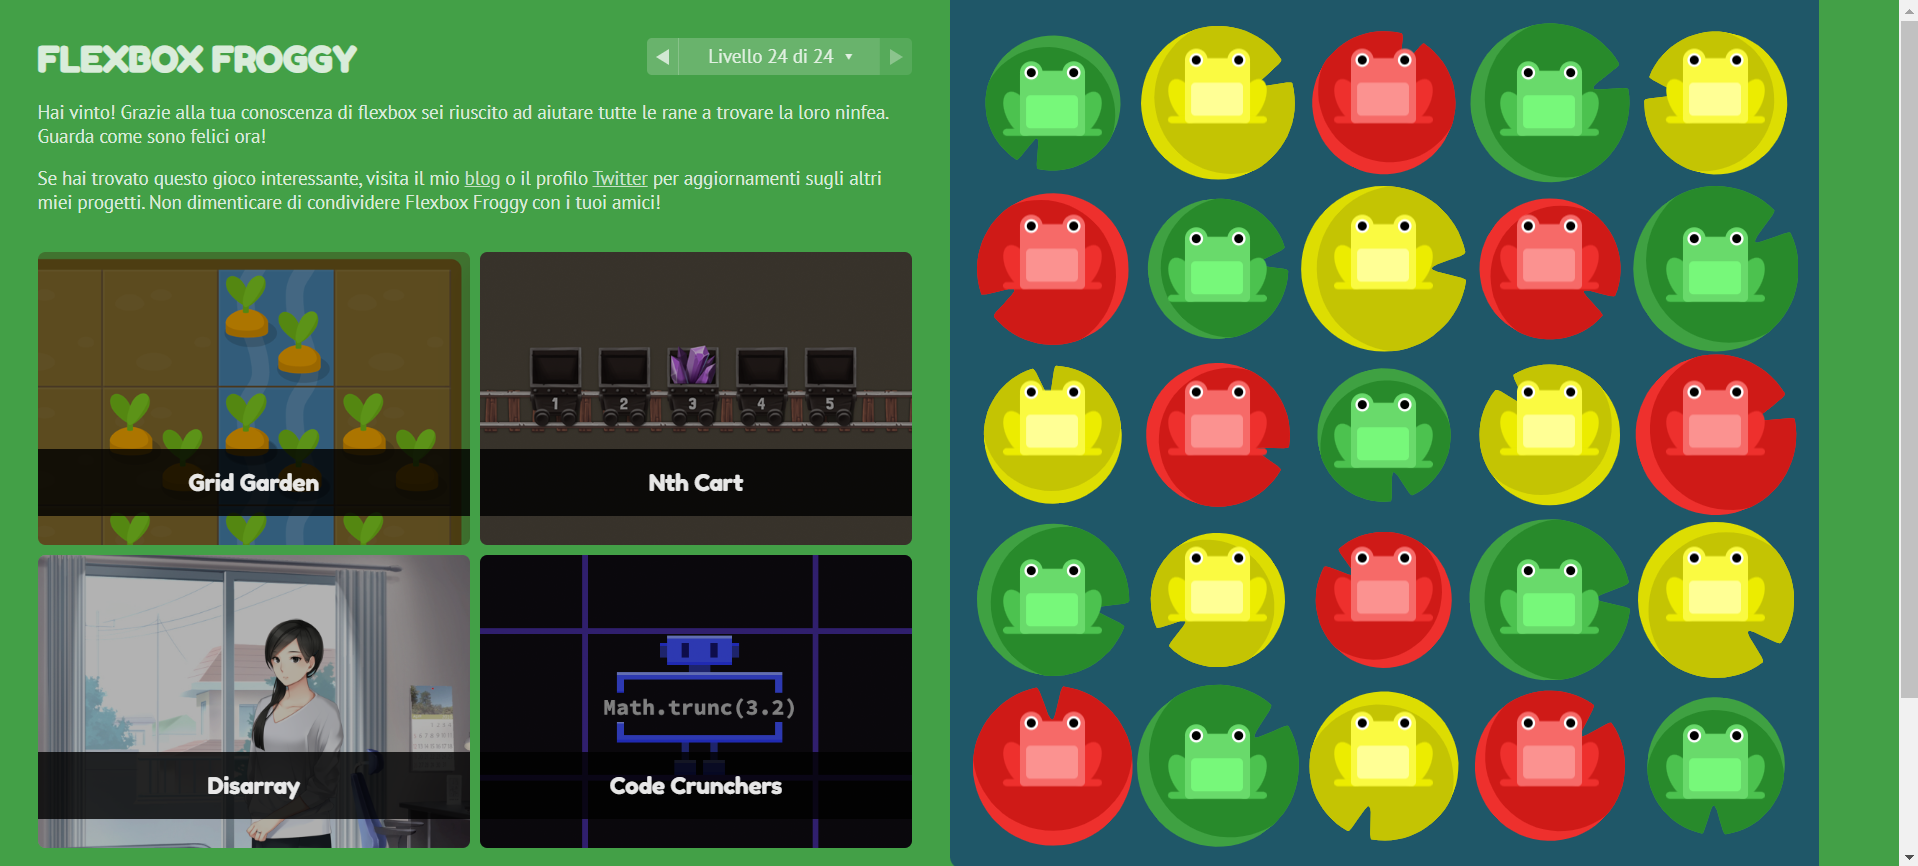 FLEXBOX FROGGY
Livello 24 di 24
Hai vinto! Grazie alla tua conoscenza di flexbox sei riuscito ad aiutare tutte le rane a trovare la loro ninfea.
Guarda come sono felici ora!
Se hai trovato questo gioco interessante, visita il mio blog o il profilo Twitter per aggiornamenti sugli altri
miei progetti. Non dimenticare di condividere Flexbox Froggy con i tuoi amici!
1 2 3 4 5
Grid Garden
Nth Cart
Math.trunc(3.2)
Disarray
Code Crunchers